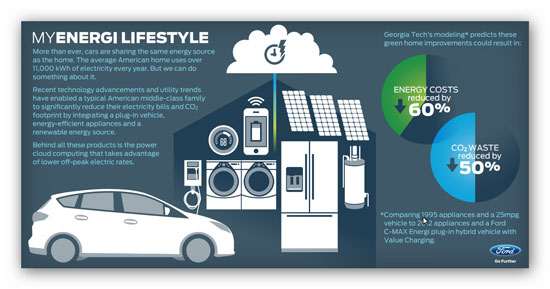 MYENERGI LIFESTYLE
More than ever, cars are sharing the same energy source
as the home. The average American home uses over
11,000 kWh of electricity every year. But we can do
something about it.
Recent technology advancements and utility trends
have enabled a typical American middle-class family
to significantly reduce their electricity bills and CO₂
footprint by integrating a plug-in vehicle,
energy-efficient appliances and a
renewable energy source.
Behind all these products is the power
cloud computing that takes advantage
of lower off-peak electric rates.
68
Georgia Tech's modeling* predicts these
green home improvements could result in:
ENERGY COSTS
reduced by
60%
CO₂ WASTE
reduced by
50%
*Comparing 1995 appliances and a 25mpg
vehicle to appliances and a Ford
C-MAX Energi plug-in hybrid vehicle with
Value Charging.
Ford
Go Further